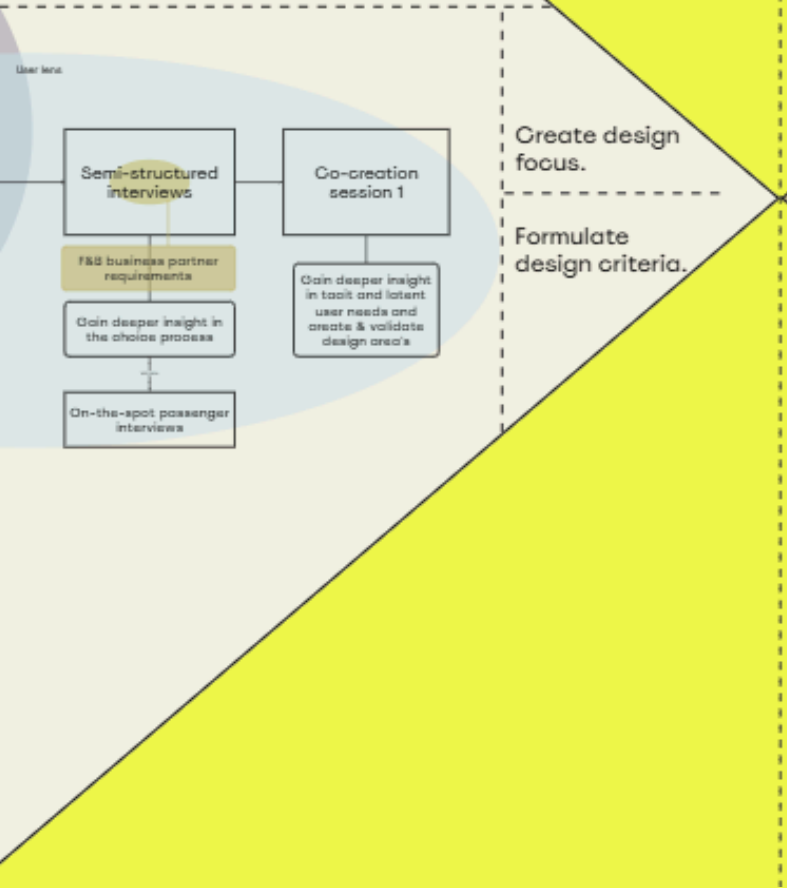 User lens
Semi-structured
interviews
Co-creation
session 1
F&B business partner
requirements
Gain deeper insight in
the choice process
On-the-spot passenger
interviews
Gain deeper insight
in tacit and latent
user needs and
create & validate
design area's
Create design
focus.
Formulate
design criteria.